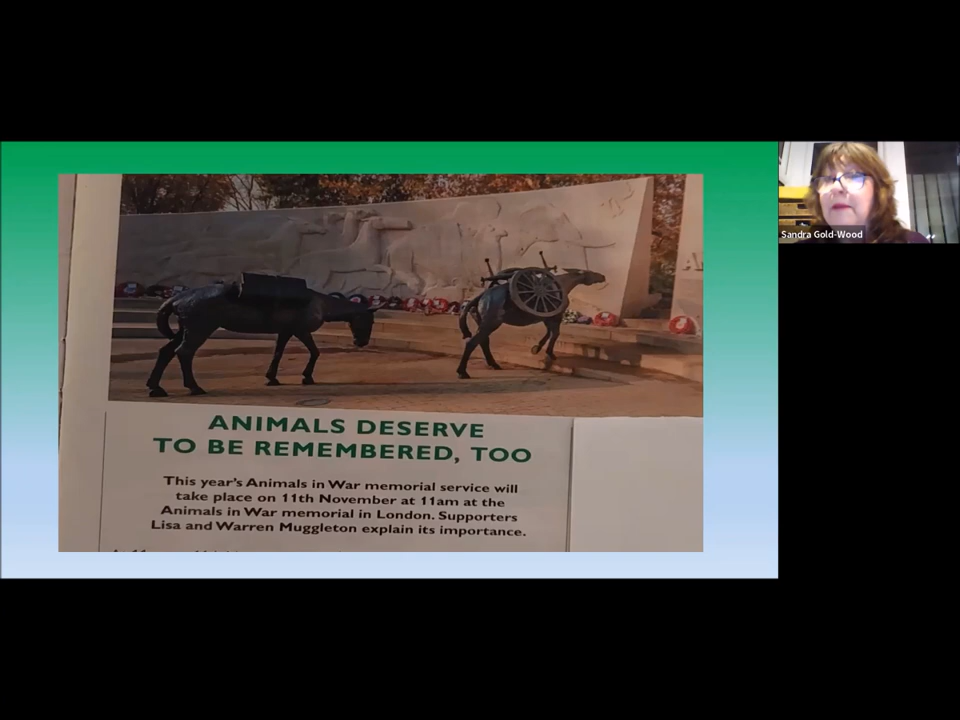 ANIMALS DESERVE
TO BE REMEMBERED, TOO
This year's Animals in War memorial service will
take place on 11th November at 11am at the
Animals in War memorial in London. Supporters
Lisa and Warren Muggleton explain its importance.
Sandra Gold-Wood